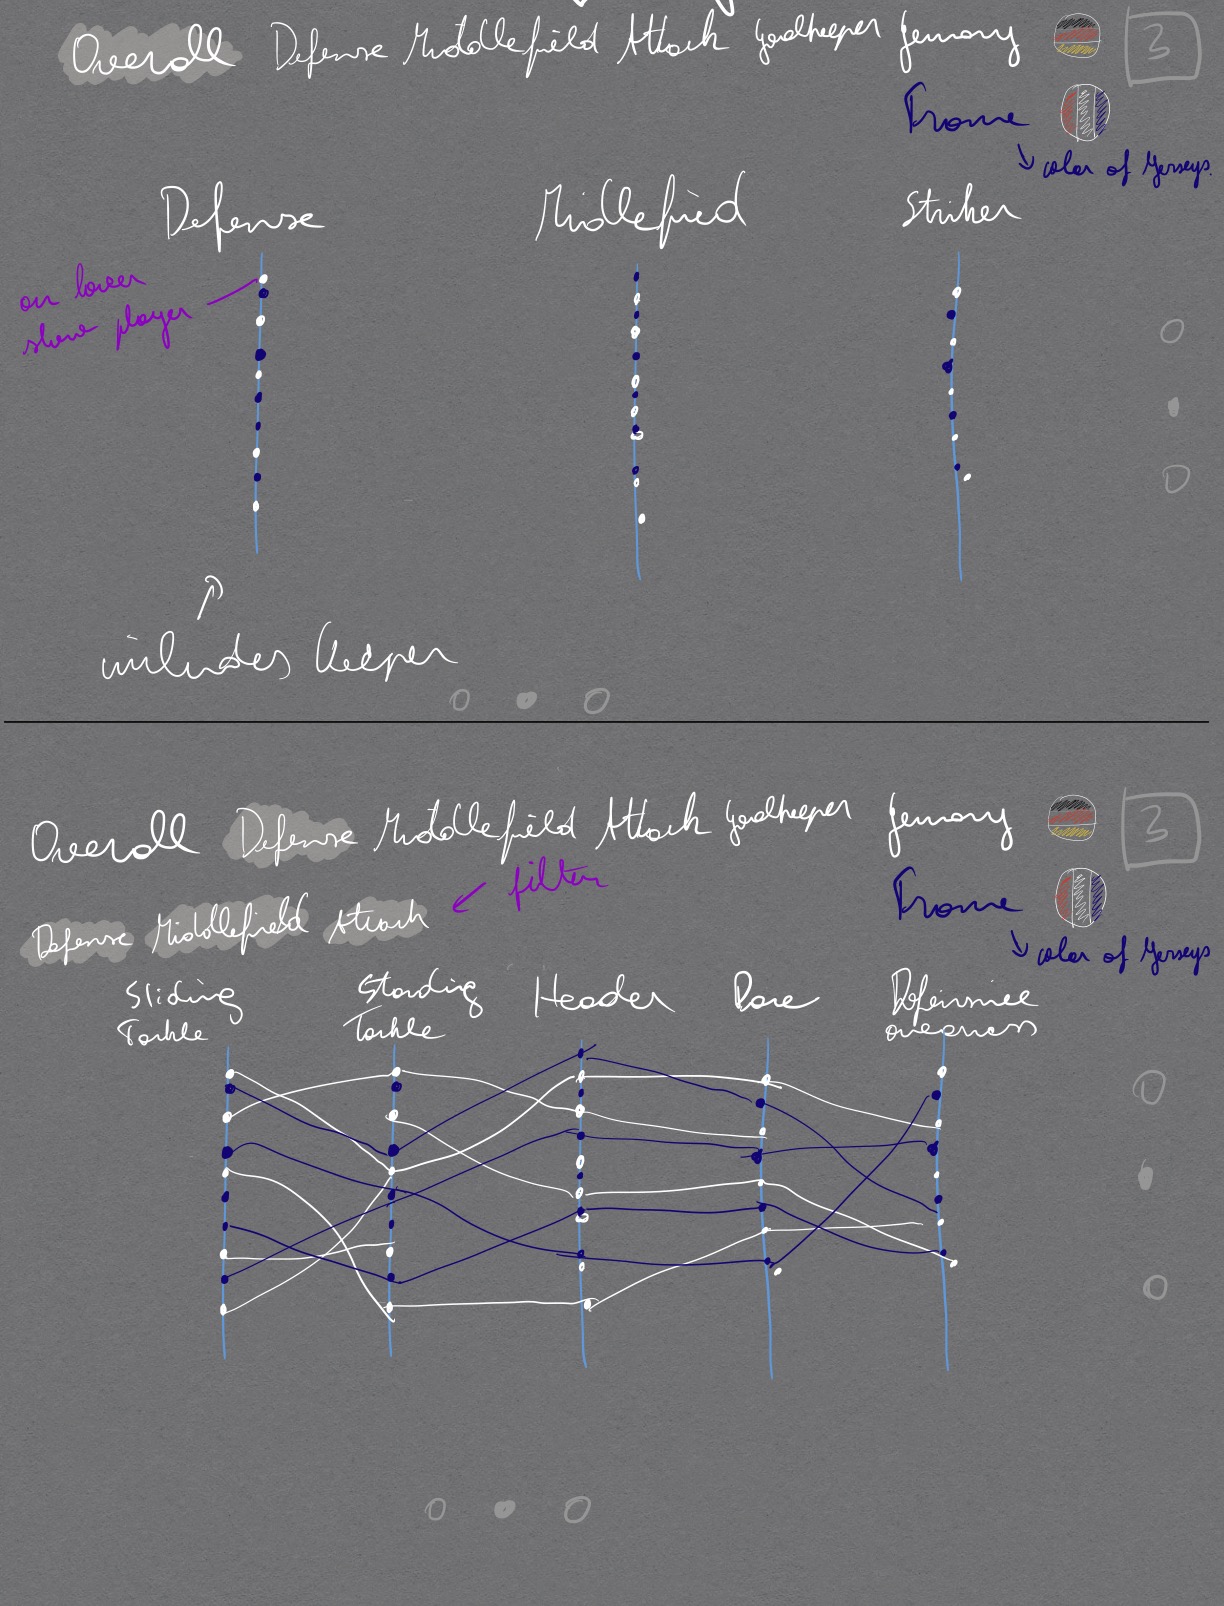 Overall Defense Middlefield Attack Goalkeeper Germany 3
France
↓ color of Jerseys.
Defense Midlefied Striker
on hover
show player
includes keeper
Overall Defense Middlefield Attack Goalkeeper Germany 3
filter
France
Defense Middlefield Attack
↓ color of Jerseys
Sliding Standing Header Pace Defensive
Tackle Tackle awareness